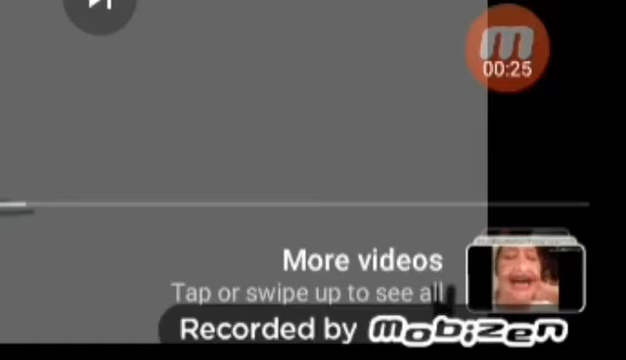 m
00:25
More videos
Tap or swipe up to see all
Recorded by mobizen